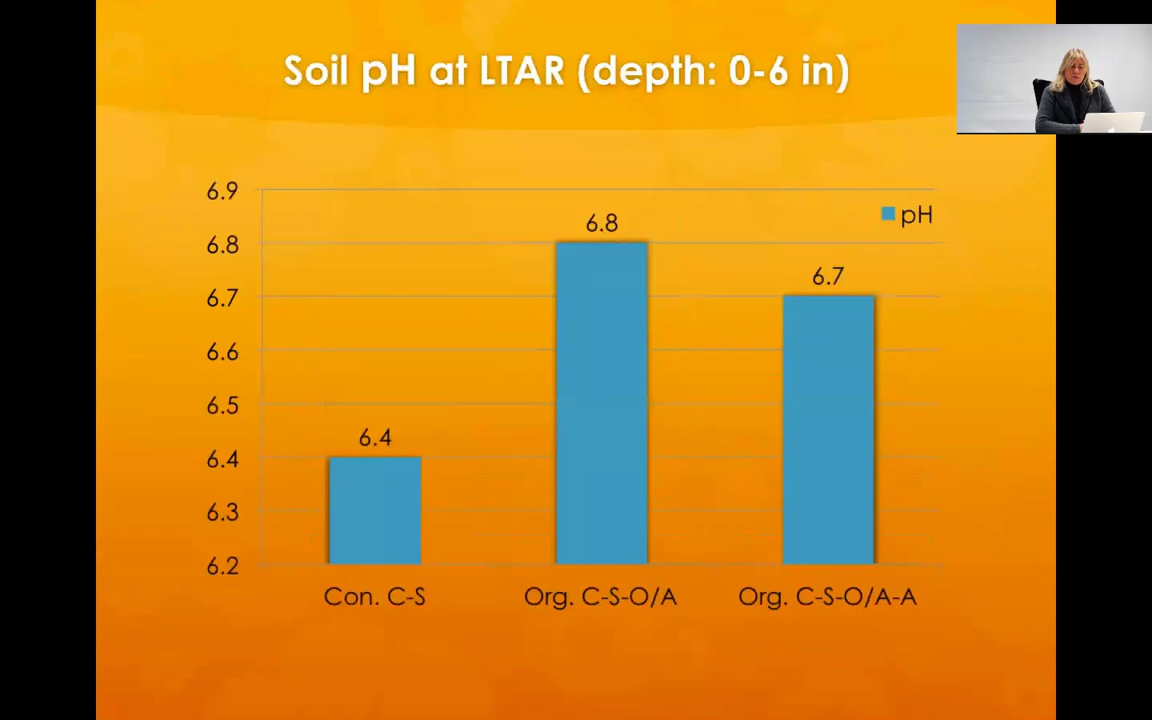 Soil pH at LTAR (depth: 0-6 in)
6.9
pH
6.8
6.8
6.7
6.7
6.6
6.5
6.4
6.4
6.3
6.2
Con. C-S
Org. C-S-O/A
Org. C-S-O/A-A